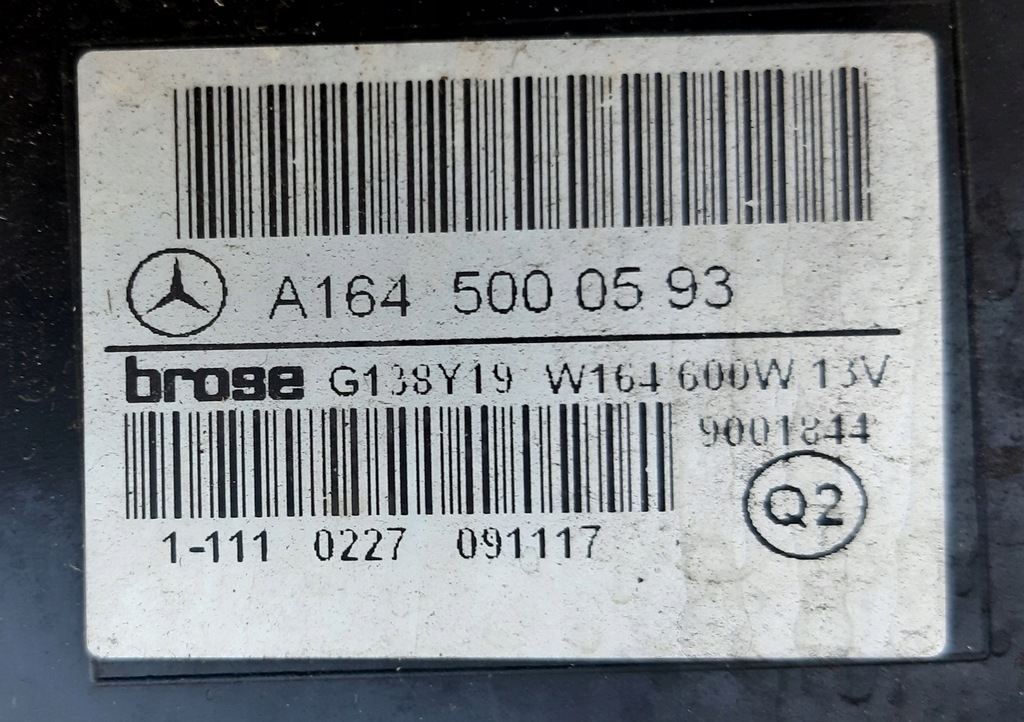 A164 500 05 93
brose G138Y19 W164 600W 13V
9001844
Q2
1-111 0227 091117